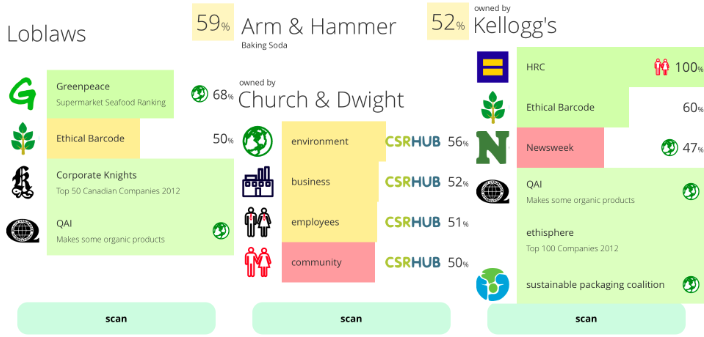 Loblaws
Greenpeace
Supermarket Seafood Ranking
68%
Ethical Barcode
50%
Corporate Knights
Top 50 Canadian Companies 2012
QAI
Makes some organic products
scan
59%
Arm & Hammer
Baking Soda
owned by
Church & Dwight
environment
CSRHUB 56%
business
CSRHUB 52%
employees
CSRHUB 51%
community
CSRHUB 50%
scan
52%
owned by
Kellogg's
HRC
100%
Ethical Barcode
60%
N
Newsweek
47%
QAI
Makes some organic products
ethisphere
Top 100 Companies 2012
sustainable packaging coalition
scan